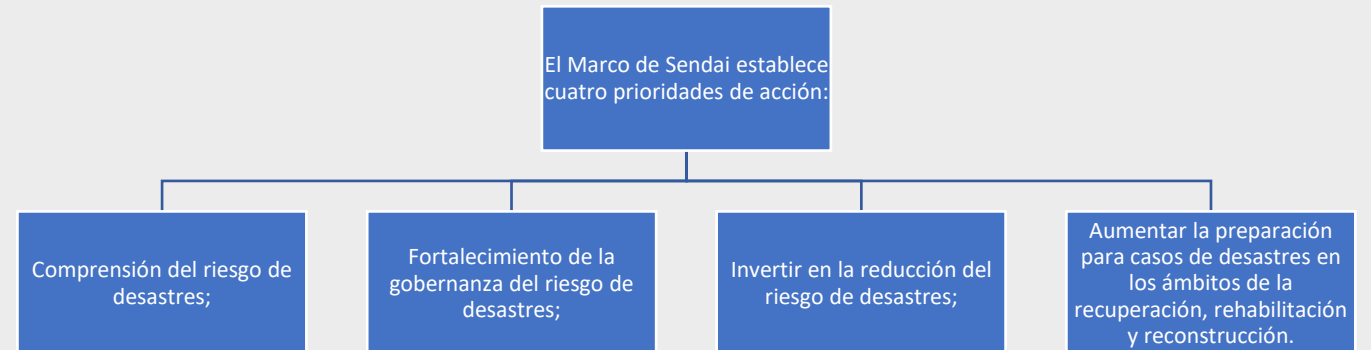 El Marco de Sendai establece
cuatro prioridades de acción:
Comprensión del riesgo de
desastres;
Fortalecimiento de la
gobernanza del riesgo de
desastres;
Invertir en la reducción del
riesgo de desastres;
Aumentar la preparación
para casos de desastres en
los ámbitos de la
recuperación, rehabilitación
y reconstrucción.